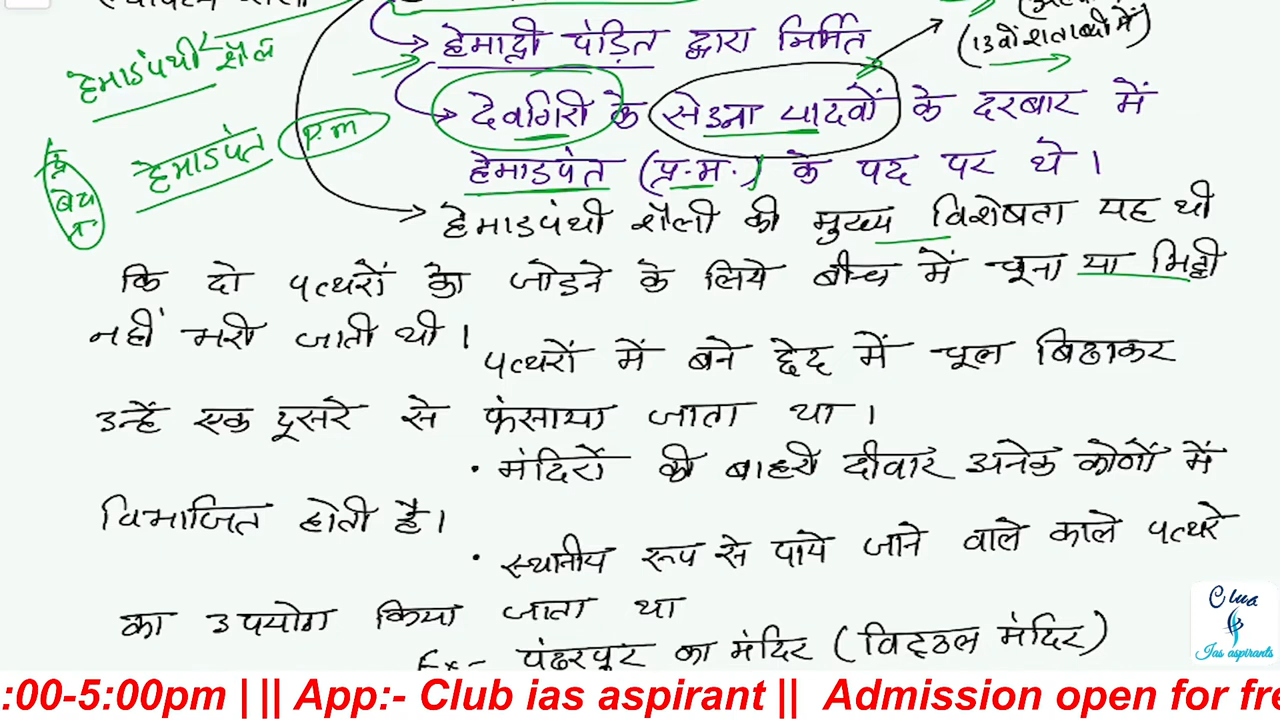 हेमाद्री पंड़ित द्वारा निर्मित
(13वी शताब्दी में)
हेमाडपंथी शैली
देवगिरी के सेउना यादवों के दरबार में
हेमाडपंत P.m
हेमाडपंत (प्र.म.) के पद पर थे।
हेमाडपंथी शैली की मुख्य विशेषता यह थी
कि दो पत्थरों को जोडने के लिये बीच में चूना या मिट्टी
नहीं भरी जाती थी।
पत्थरों में बने छेद में चूल बिठाकर
उन्हें एक दूसरे से फंसाया जाता था।
• मंदिरों की बाहरी दीवार अनेक कोणों में
विभाजित होती है।
• स्थानीय रूप से पाये जाने वाले काले पत्थरे
का उपयोग किया जाता था
Ex- पंढरपूर का मंदिर (विट्ठल मंदिर)
Club
Ias aspirants
:00-5:00pm | || App:- Club ias aspirant || Admission open for fre